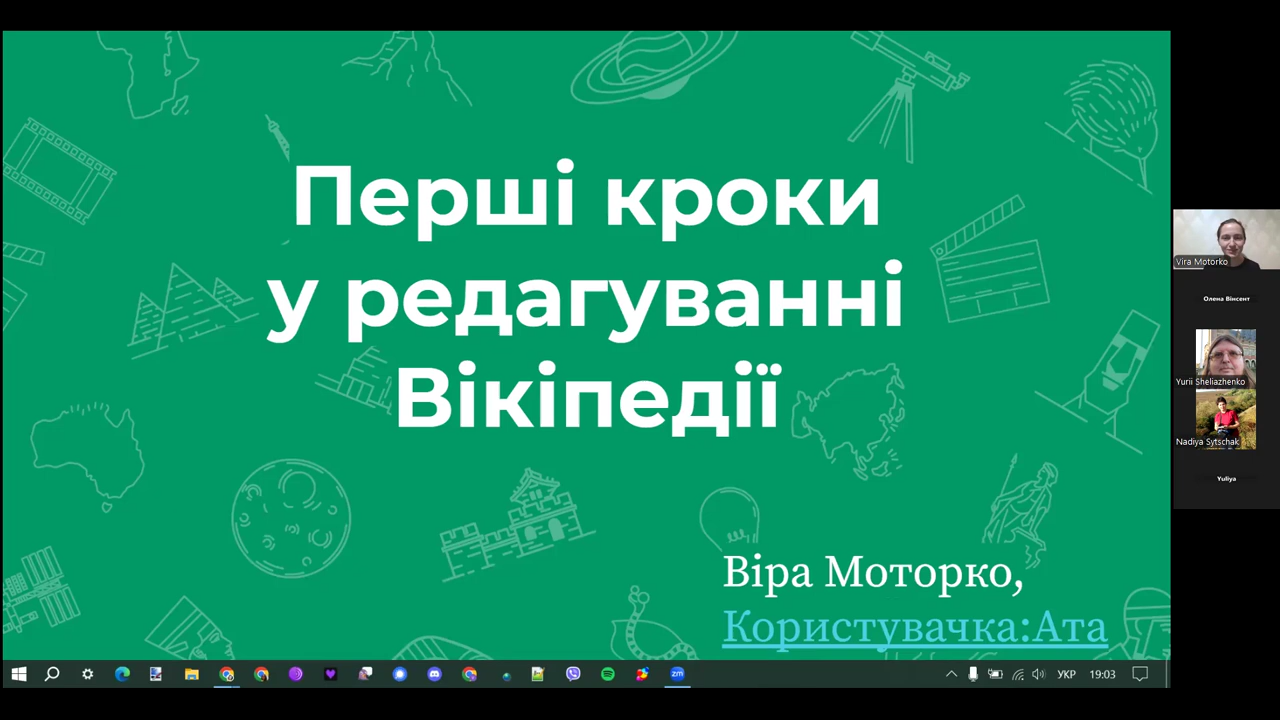 Перші кроки
у редагуванні
Вікіпедії
Віра Моторко,
Користувачка:Ата
Vira Motorko
Олена Вінсент
Yurii Sheliazhenko
Nadiya Sytschak
Yuliya
zm
УКР
19:03